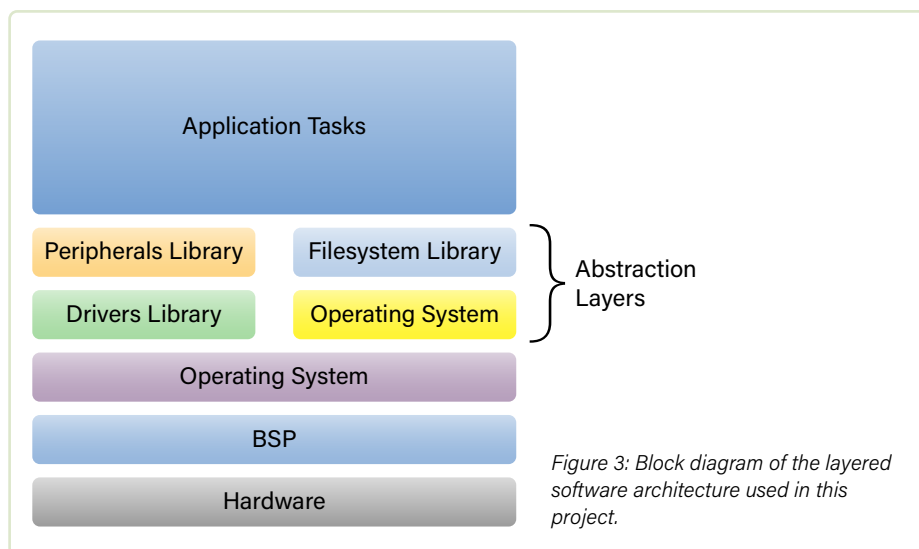 Application Tasks
Peripherals Library
Filesystem Library
Drivers Library
Operating System
Abstraction
Layers
Operating System
BSP
Hardware
Figure 3: Block diagram of the layered
software architecture used in this
project.